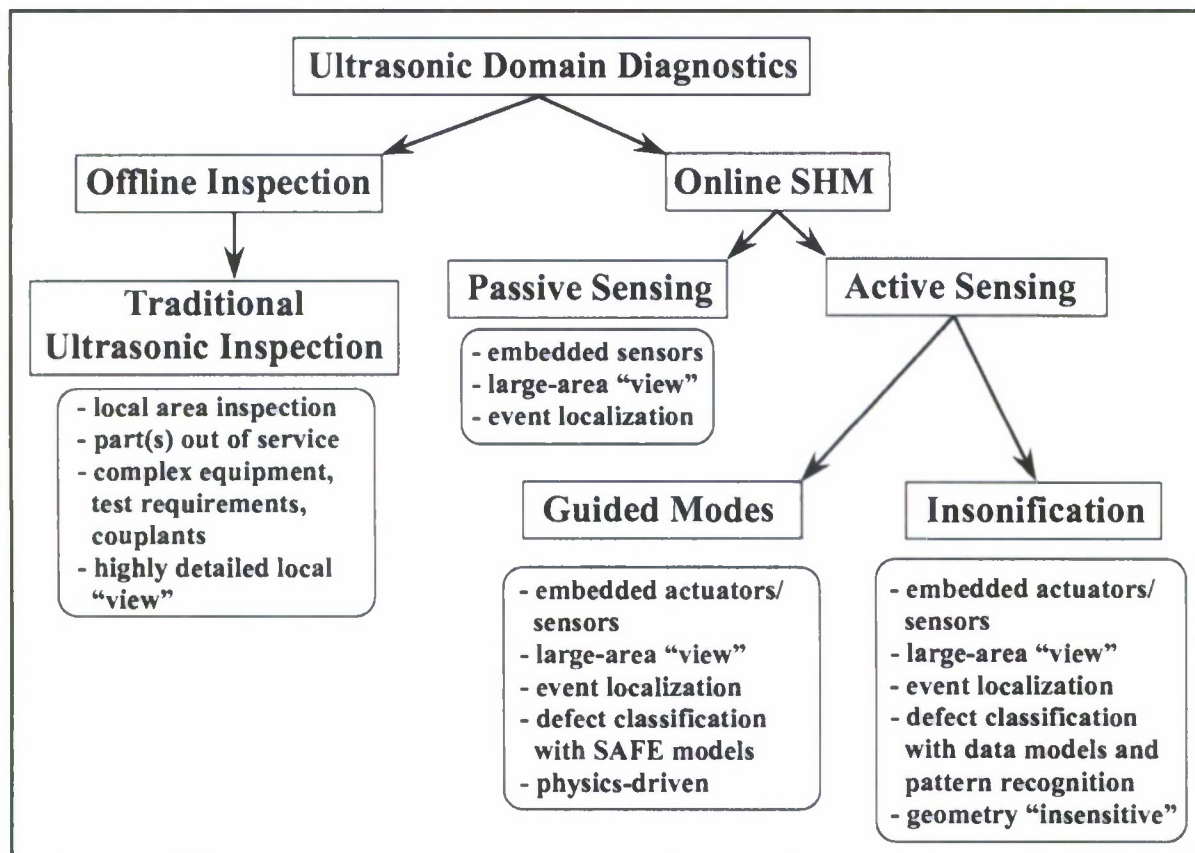 Ultrasonic Domain Diagnostics
Offline Inspection
Online SHM
Traditional
Ultrasonic Inspection
- local area inspection
- part(s) out of service
- complex equipment,
test requirements,
couplants
- highly detailed local
“view”
Passive Sensing
- embedded sensors
- large-area “view”
- event localization
Active Sensing
Guided Modes
- embedded actuators/
sensors
- large-area “view”
- event localization
- defect classification
with SAFE models
- physics-driven
Insonification
- embedded actuators/
sensors
- large-area “view”
- event localization
- defect classification
with data models and
pattern recognition
- geometry “insensitive”